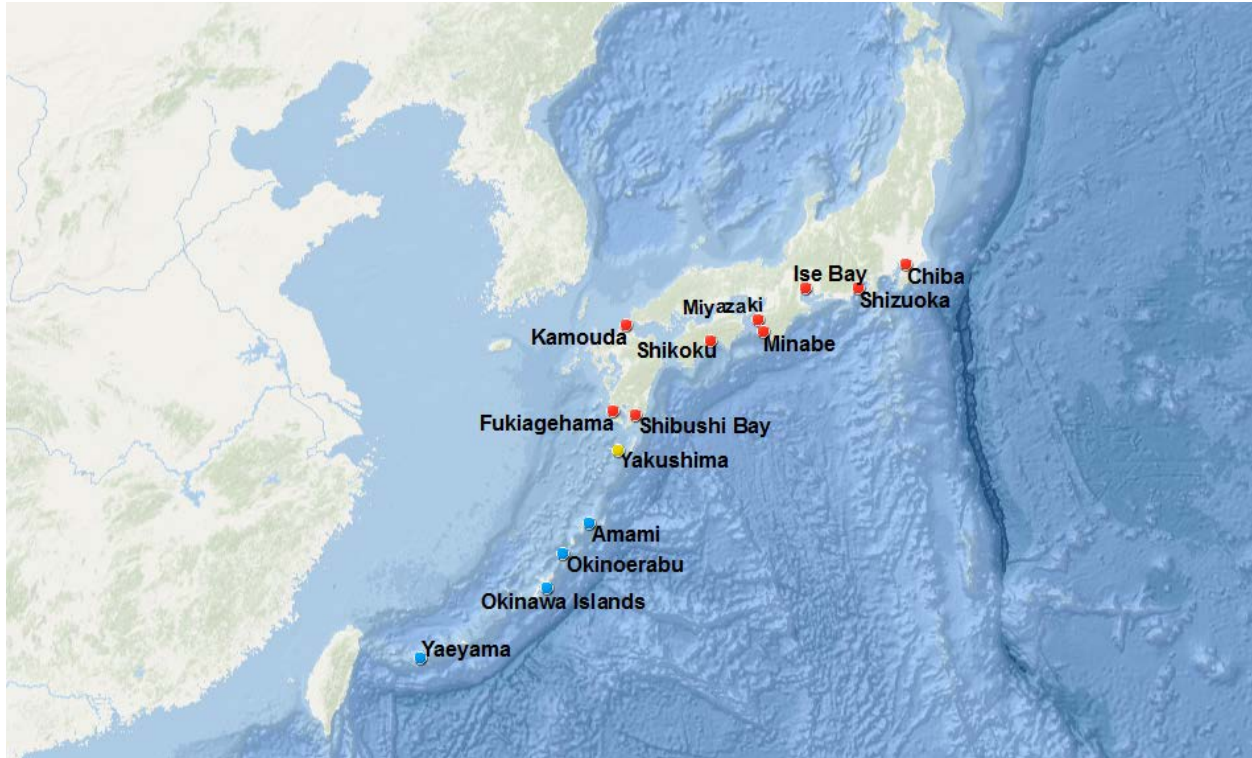 Ise Bay
Chiba
Shizuoka
Miyazaki
Kamouda
Shikoku
Minabe
Fukiagehama
Shibushi Bay
Yakushima
Amami
Okinoerabu
Okinawa Islands
Yaeyama